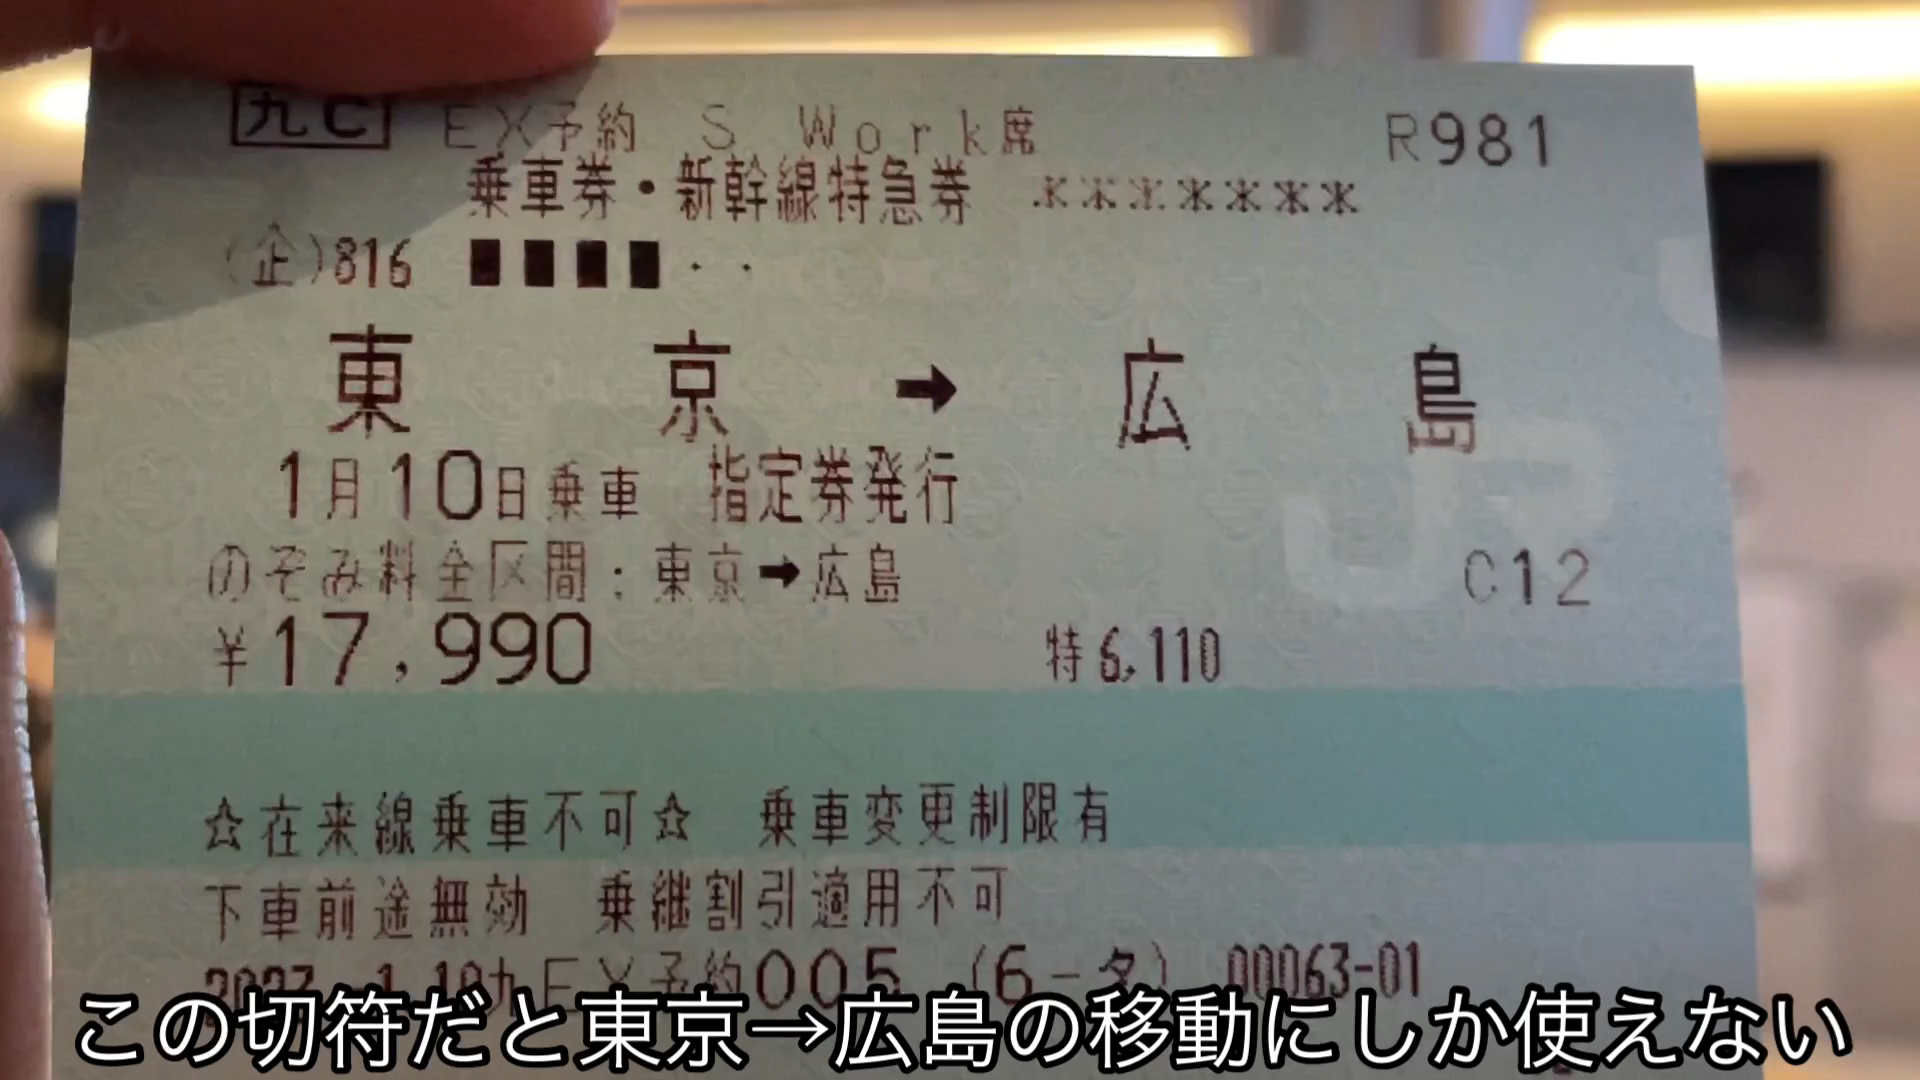 九C EX予約 S Work席 R981
乗車券・新幹線特急券 *******
(企)816 ■■■■・・
東京→広島
1月10日乗車 指定券発行
のぞみ料全区間:東京→広島 C12
¥17,990 特6,110
☆在来線乗車不可☆ 乗車変更制限有
下車前途無効 乗継割引適用不可
九EX予約005 (6-名) 00063-01
この切符だと東京→広島の移動にしか使えない